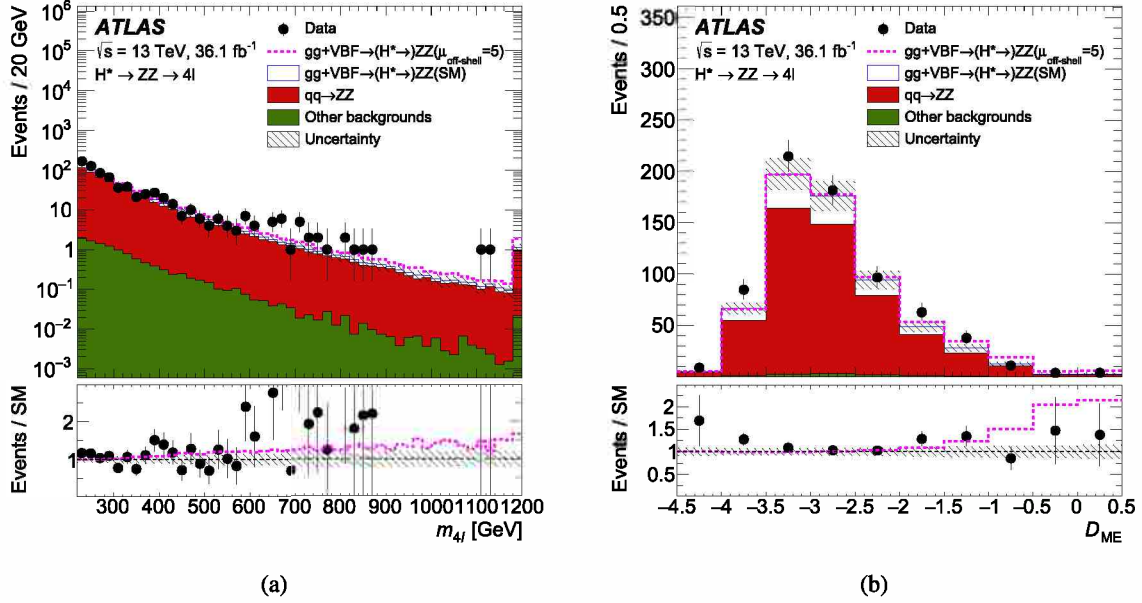 ATLAS
√s = 13 TeV, 36.1 fb⁻¹
H* → ZZ → 4l
Data
gg+VBF→(H*→)ZZ(μoff-shell=5)
gg+VBF→(H*→)ZZ(SM)
qq→ZZ
Other backgrounds
Uncertainty
Events / 20 GeV
10⁶
10⁵
10⁴
10³
10²
10
1
10⁻¹
10⁻²
10⁻³
Events / SM
2
1
300 400 500 600 700 800 900 1000 1100 1200
m4l [GeV]
(a)
ATLAS
√s = 13 TeV, 36.1 fb⁻¹
H* → ZZ → 4l
Data
gg+VBF→(H*→)ZZ(μoff-shell=5)
gg+VBF→(H*→)ZZ(SM)
qq→ZZ
Other backgrounds
Uncertainty
Events / 0.5
350
300
250
200
150
100
50
Events / SM
2
1.5
1
0.5
−4.5 −4 −3.5 −3 −2.5 −2 −1.5 −1 −0.5 0 0.5
DME
(b)